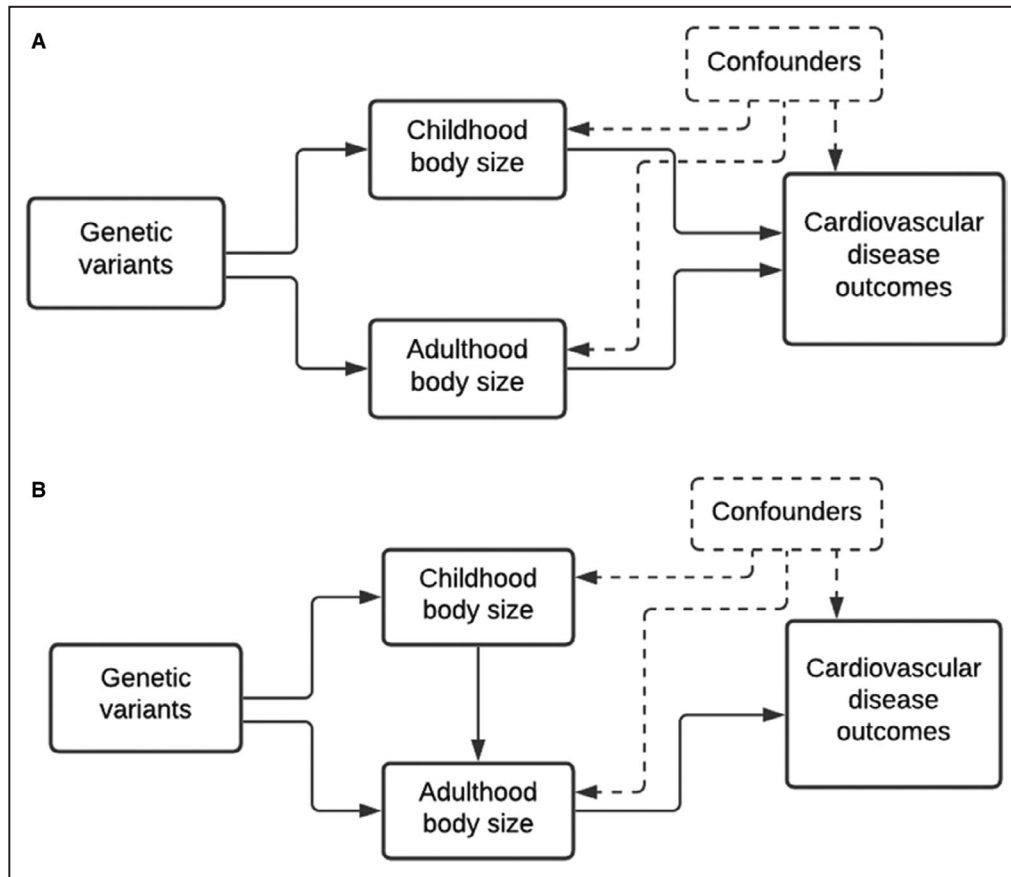 A
Confounders
Childhood
body size
Genetic
variants
Cardiovascular
disease
outcomes
Adulthood
body size
B
Confounders
Childhood
body size
Genetic
variants
Cardiovascular
disease
outcomes
Adulthood
body size